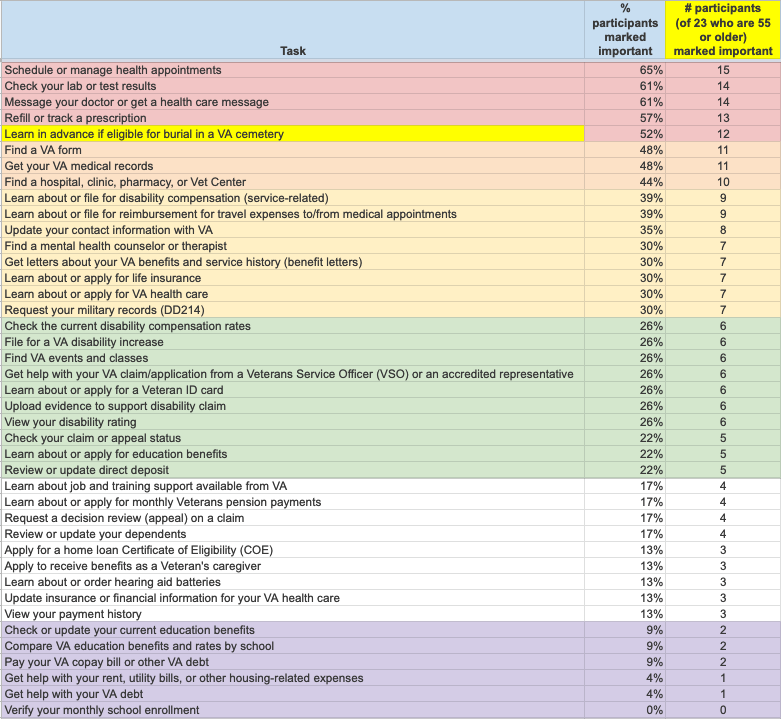 Task % participants marked important # participants (of 23 who are 55 or older) marked important
Schedule or manage health appointments 65% 15
Check your lab or test results 61% 14
Message your doctor or get a health care message 61% 14
Refill or track a prescription 57% 13
Learn in advance if eligible for burial in a VA cemetery 52% 12
Find a VA form 48% 11
Get your VA medical records 48% 11
Find a hospital, clinic, pharmacy, or Vet Center 44% 10
Learn about or file for disability compensation (service-related) 39% 9
Learn about or file for reimbursement for travel expenses to/from medical appointments 39% 9
Update your contact information with VA 35% 8
Find a mental health counselor or therapist 30% 7
Get letters about your VA benefits and service history (benefit letters) 30% 7
Learn about or apply for life insurance 30% 7
Learn about or apply for VA health care 30% 7
Request your military records (DD214) 30% 7
Check the current disability compensation rates 26% 6
File for a VA disability increase 26% 6
Find VA events and classes 26% 6
Get help with your VA claim/application from a Veterans Service Officer (VSO) or an accredited representative 26% 6
Learn about or apply for a Veteran ID card 26% 6
Upload evidence to support disability claim 26% 6
View your disability rating 26% 6
Check your claim or appeal status 22% 5
Learn about or apply for education benefits 22% 5
Review or update direct deposit 22% 5
Learn about job and training support available from VA 17% 4
Learn about or apply for monthly Veterans pension payments 17% 4
Request a decision review (appeal) on a claim 17% 4
Review or update your dependents 17% 4
Apply for a home loan Certificate of Eligibility (COE) 13% 3
Apply to receive benefits as a Veteran's caregiver 13% 3
Learn about or order hearing aid batteries 13% 3
Update insurance or financial information for your VA health care 13% 3
View your payment history 13% 3
Check or update your current education benefits 9% 2
Compare VA education benefits and rates by school 9% 2
Pay your VA copay bill or other VA debt 9% 2
Get help with your rent, utility bills, or other housing-related expenses 4% 1
Get help with your VA debt 4% 1
Verify your monthly school enrollment 0% 0